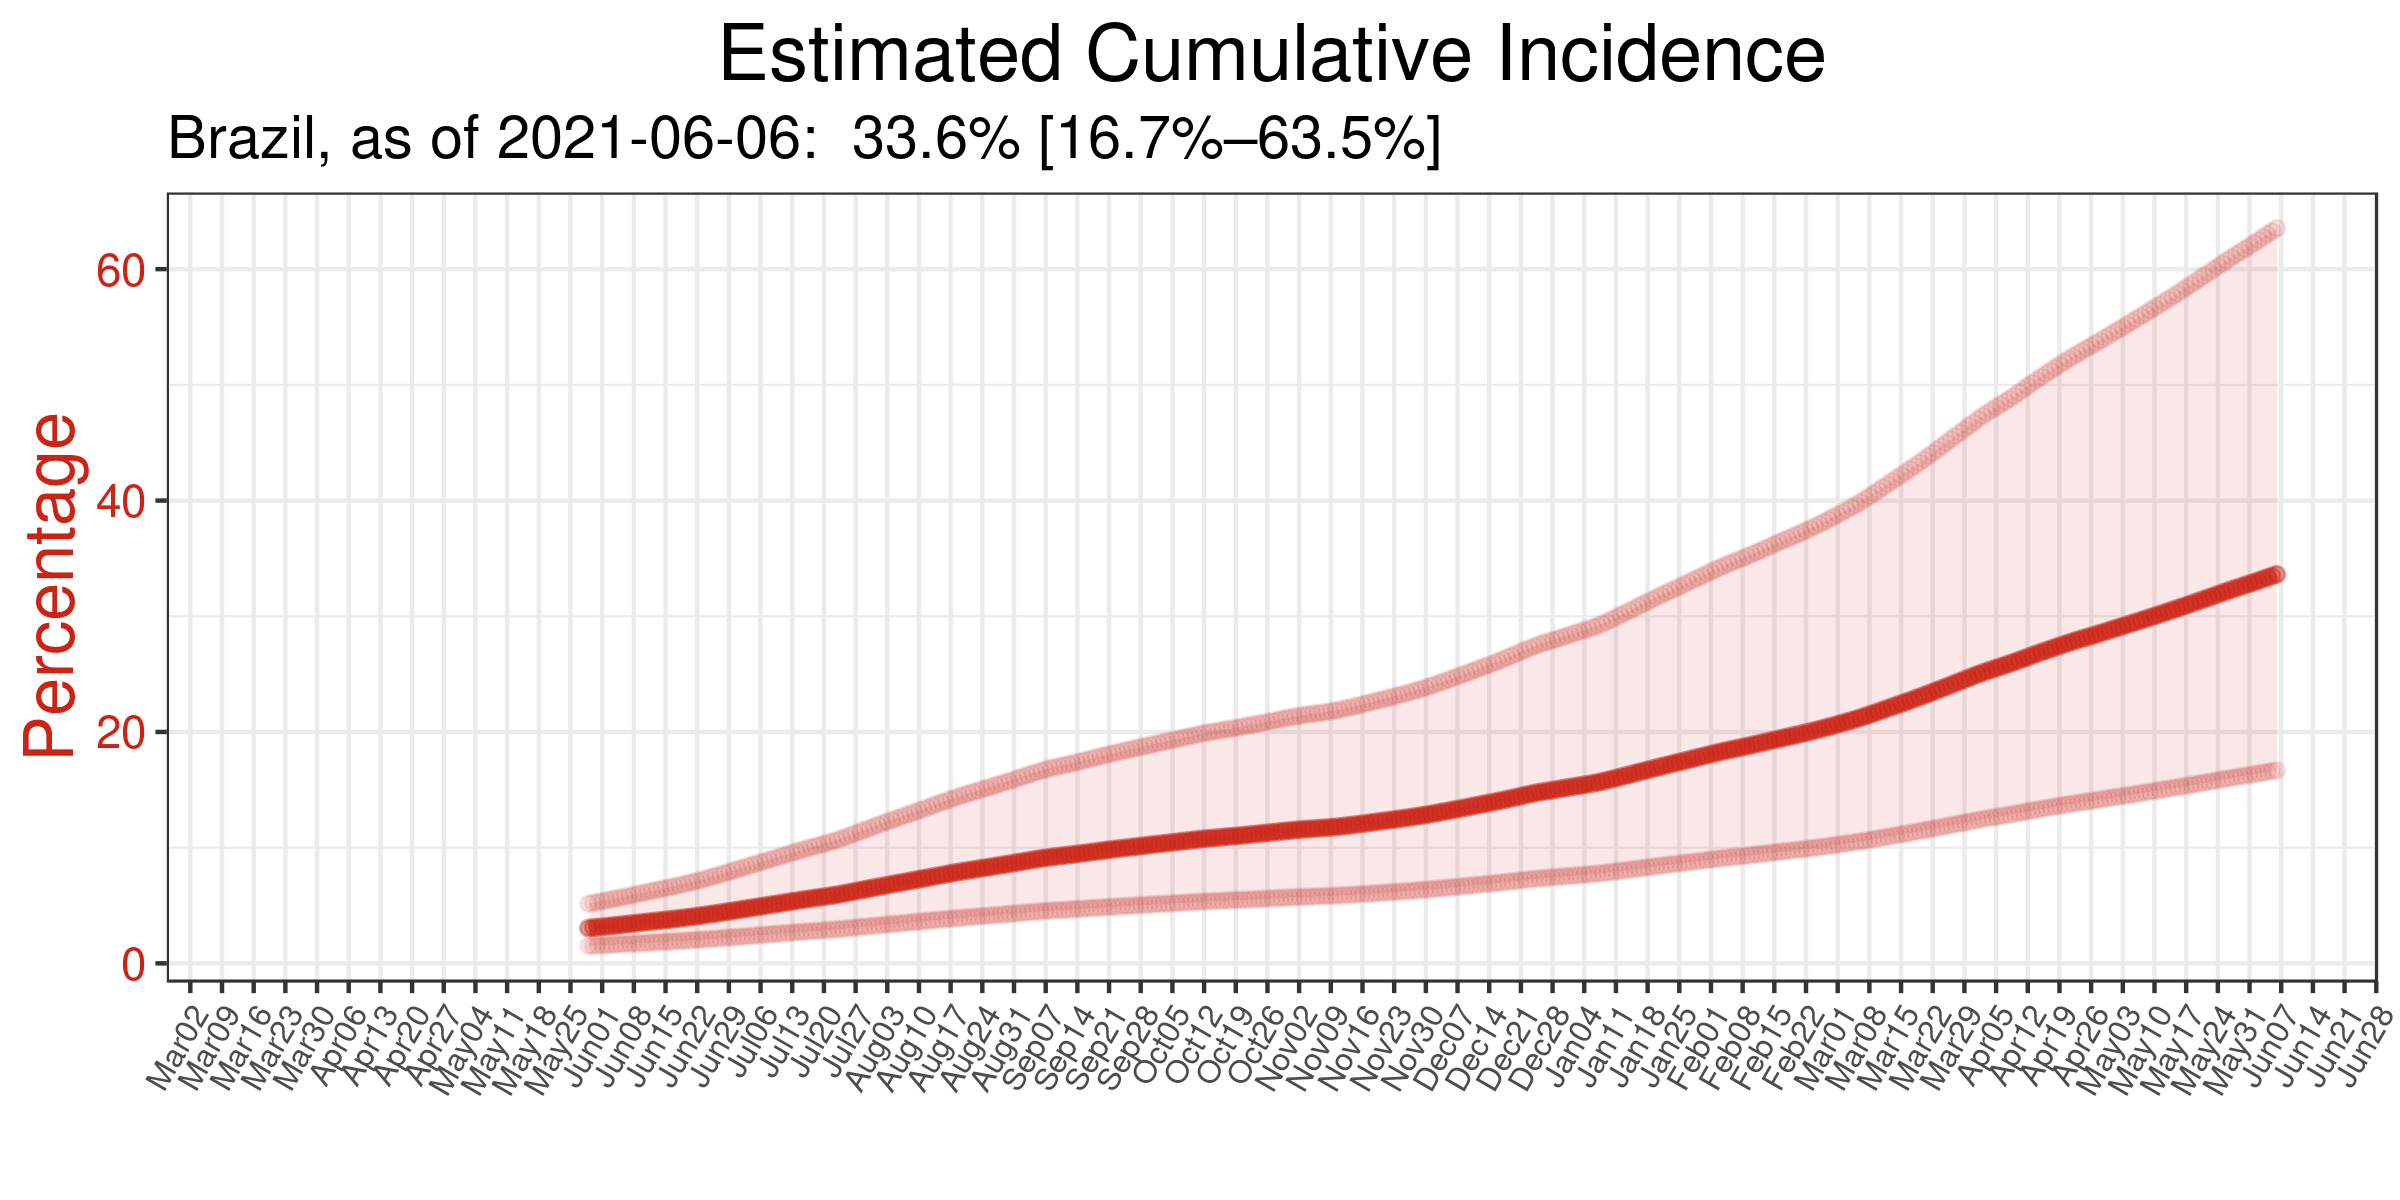 Estimated Cumulative Incidence
Brazil, as of 2021-06-06:  33.6% [16.7%–63.5%]
Percentage
60
40
20
0
Mar02
Mar09
Mar16
Mar23
Mar30
Apr06
Apr13
Apr20
Apr27
May04
May11
May18
May25
Jun01
Jun08
Jun15
Jun22
Jun29
Jul06
Jul13
Jul20
Jul27
Aug03
Aug10
Aug17
Aug24
Aug31
Sep07
Sep14
Sep21
Sep28
Oct05
Oct12
Oct19
Oct26
Nov02
Nov09
Nov16
Nov23
Nov30
Dec07
Dec14
Dec21
Dec28
Jan04
Jan11
Jan18
Jan25
Feb01
Feb08
Feb15
Feb22
Mar01
Mar08
Mar15
Mar22
Mar29
Apr05
Apr12
Apr19
Apr26
May03
May10
May17
May24
May31
Jun07
Jun14
Jun21
Jun28